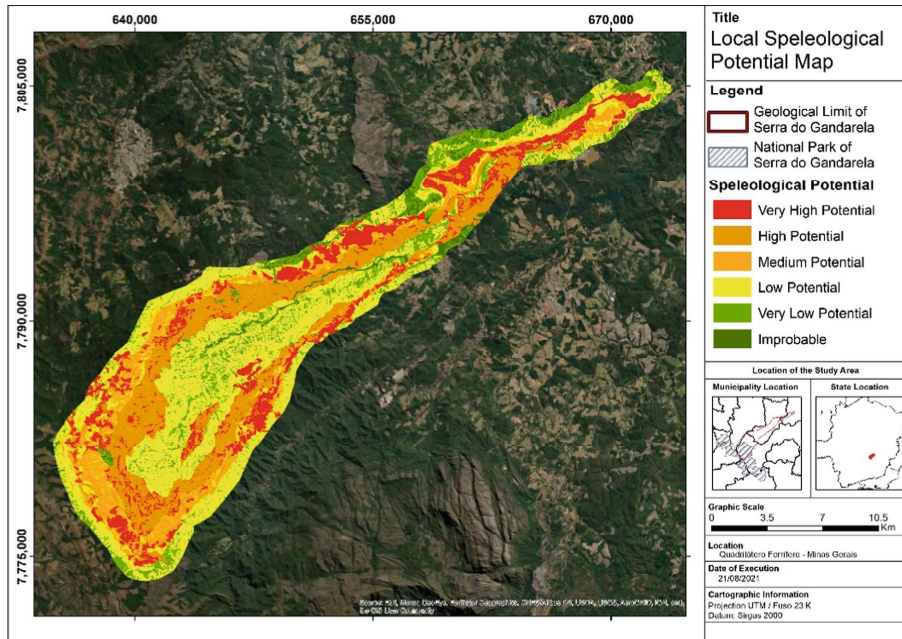 640,000 655,000 670,000
7,805,000
7,790,000
7,775,000
Title
Local Speleological
Potential Map
Legend
Geological Limit of
Serra do Gandarela
National Park of
Serra do Gandarela
Speleological Potential
Very High Potential
High Potential
Medium Potential
Low Potential
Very Low Potential
Improbable
Location of the Study Area
Municipality Location State Location
Graphic Scale
0 3.5 7 10.5
Km
Location
Quadrilátero Ferrífero - Minas Gerais
Date of Execution
21/08/2021
Cartographic Information
Projection UTM / Fuso 23 K
Datum: Sirgas 2000